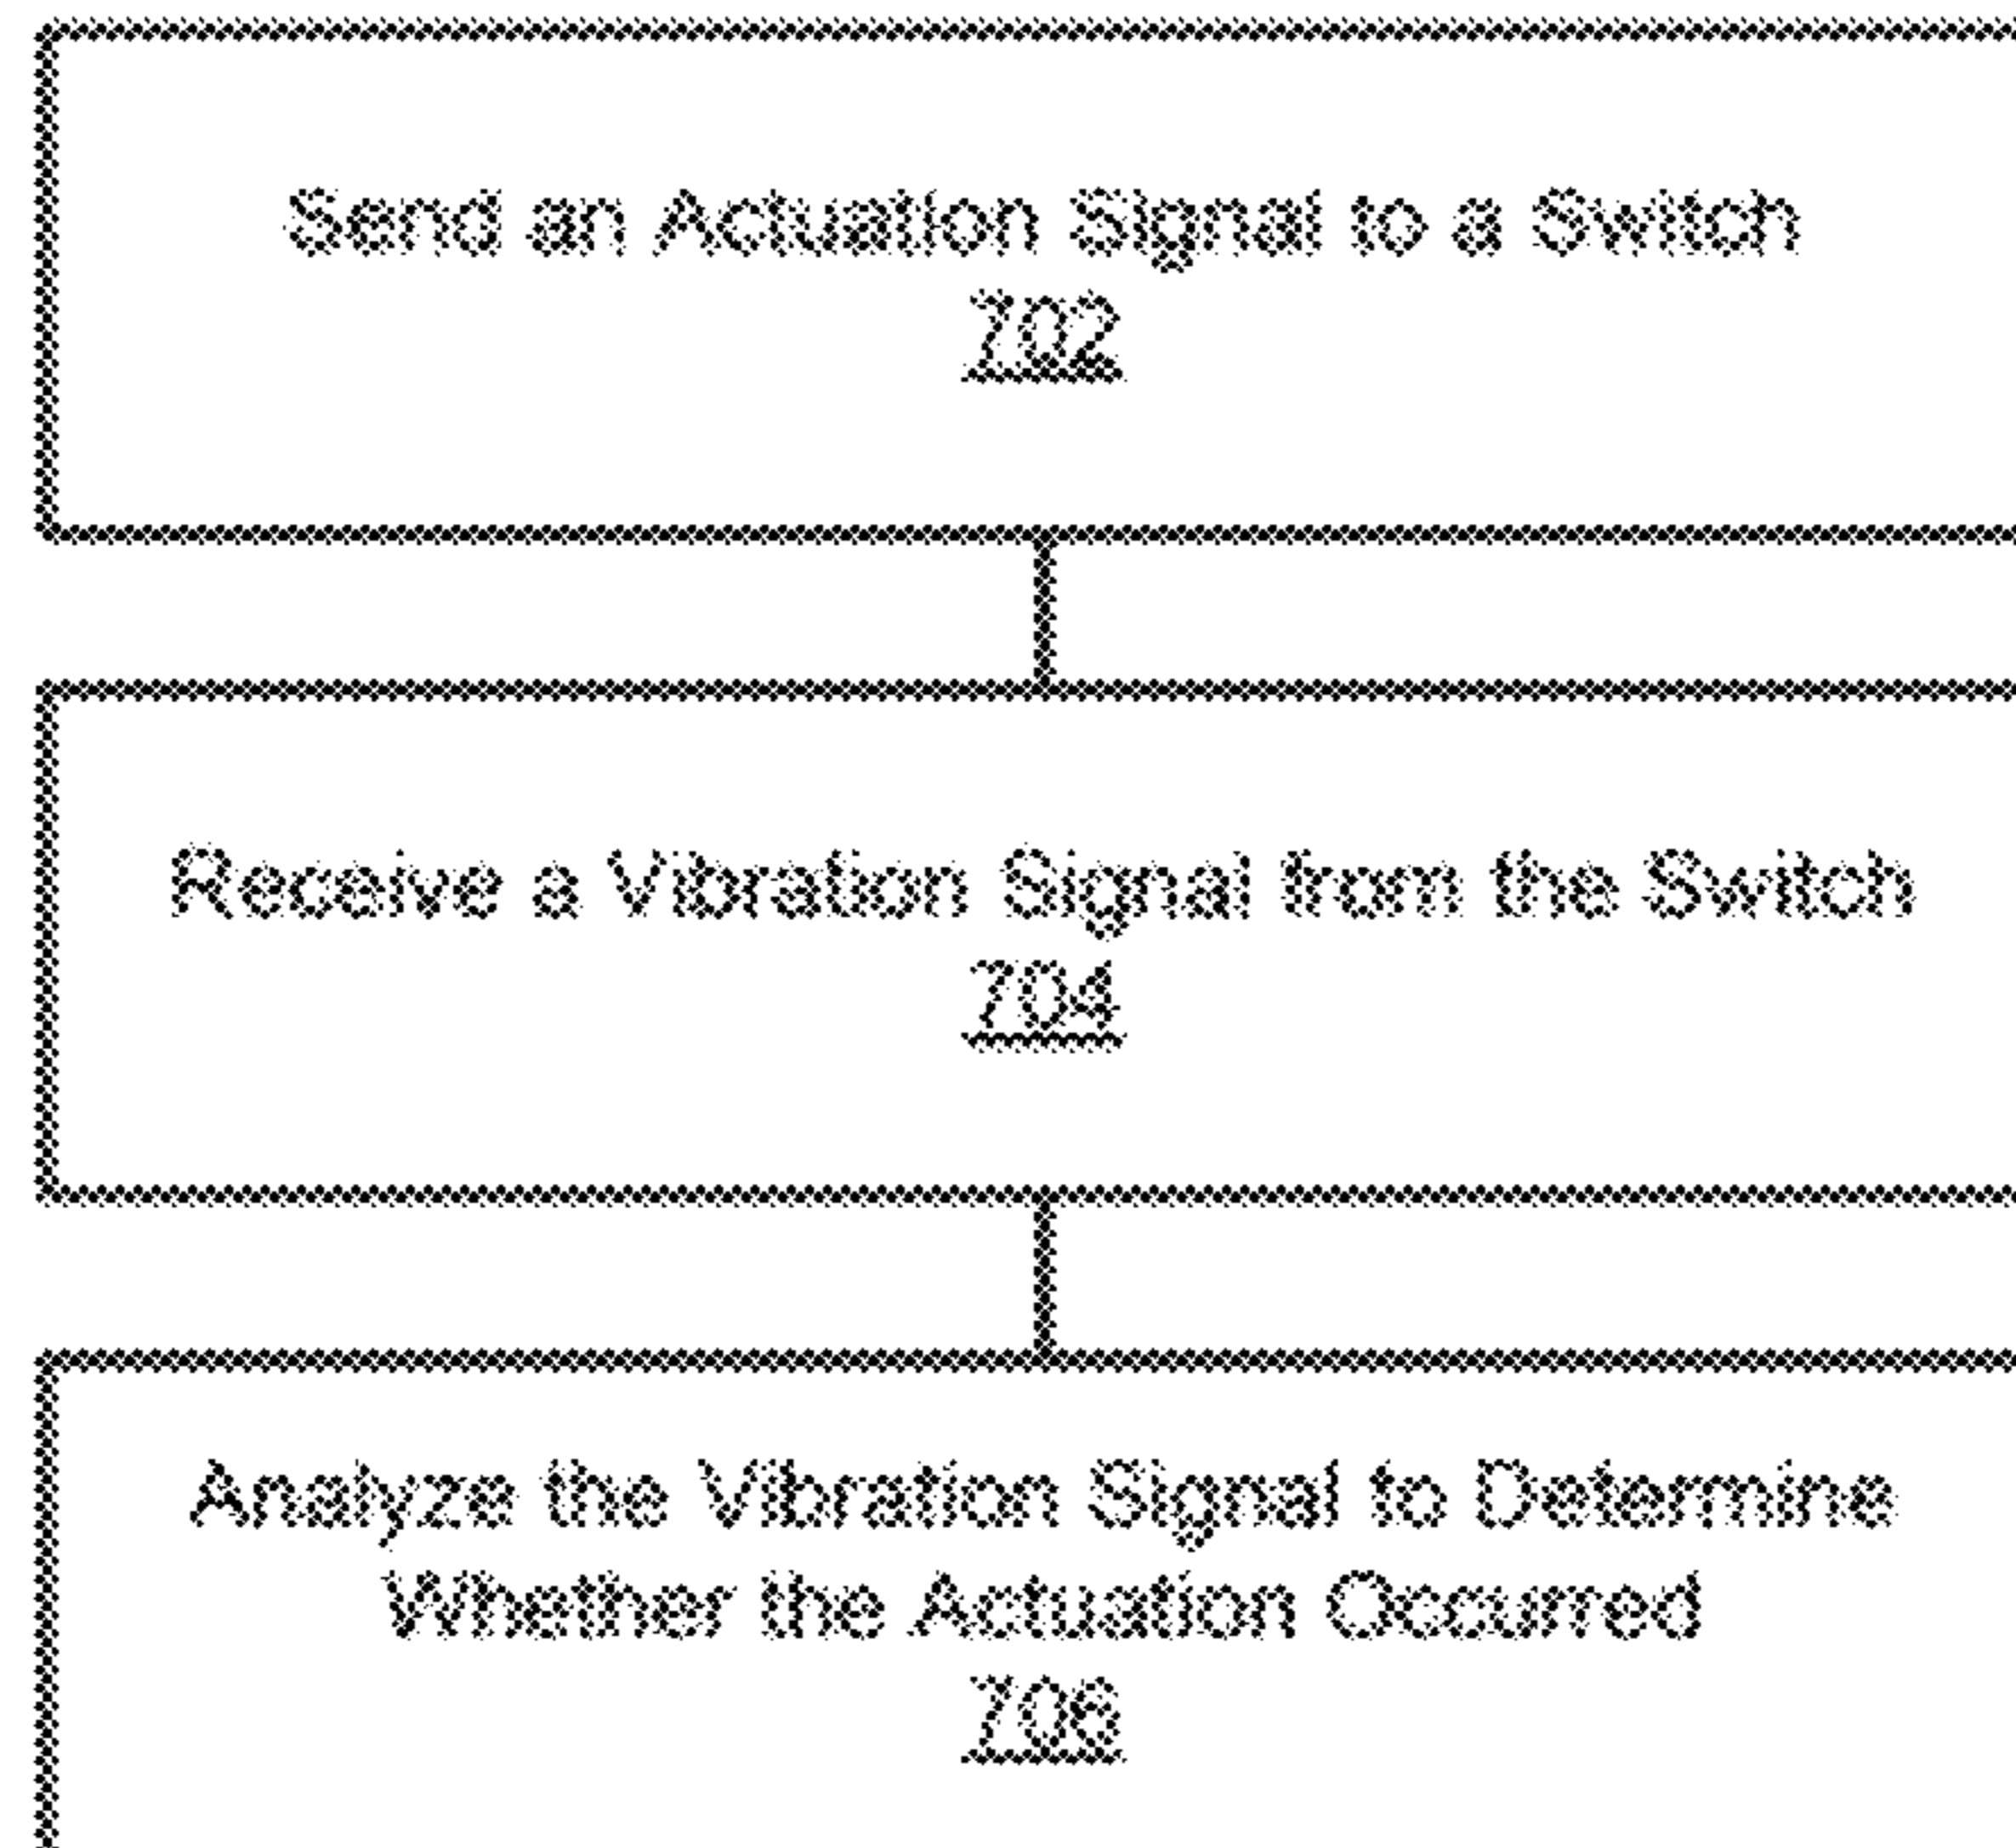 Send an Actuation Signal to a Switch
702
Receive a Vibration Signal from the Switch
704
Analyze the Vibration Signal to Determine
Whether the Actuation Occurred
706